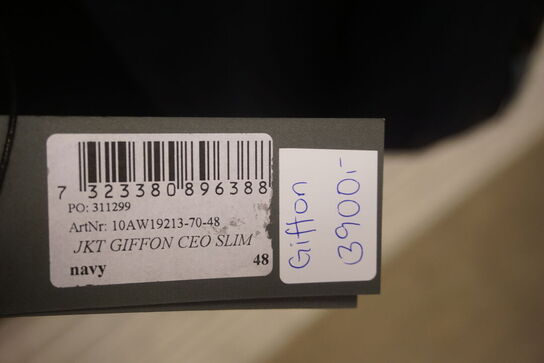 7 323380 896388
PO: 311299
ArtNr: 10AW19213-70-48
JKT GIFFON CEO SLIM
navy 48
Giffon
3900,-